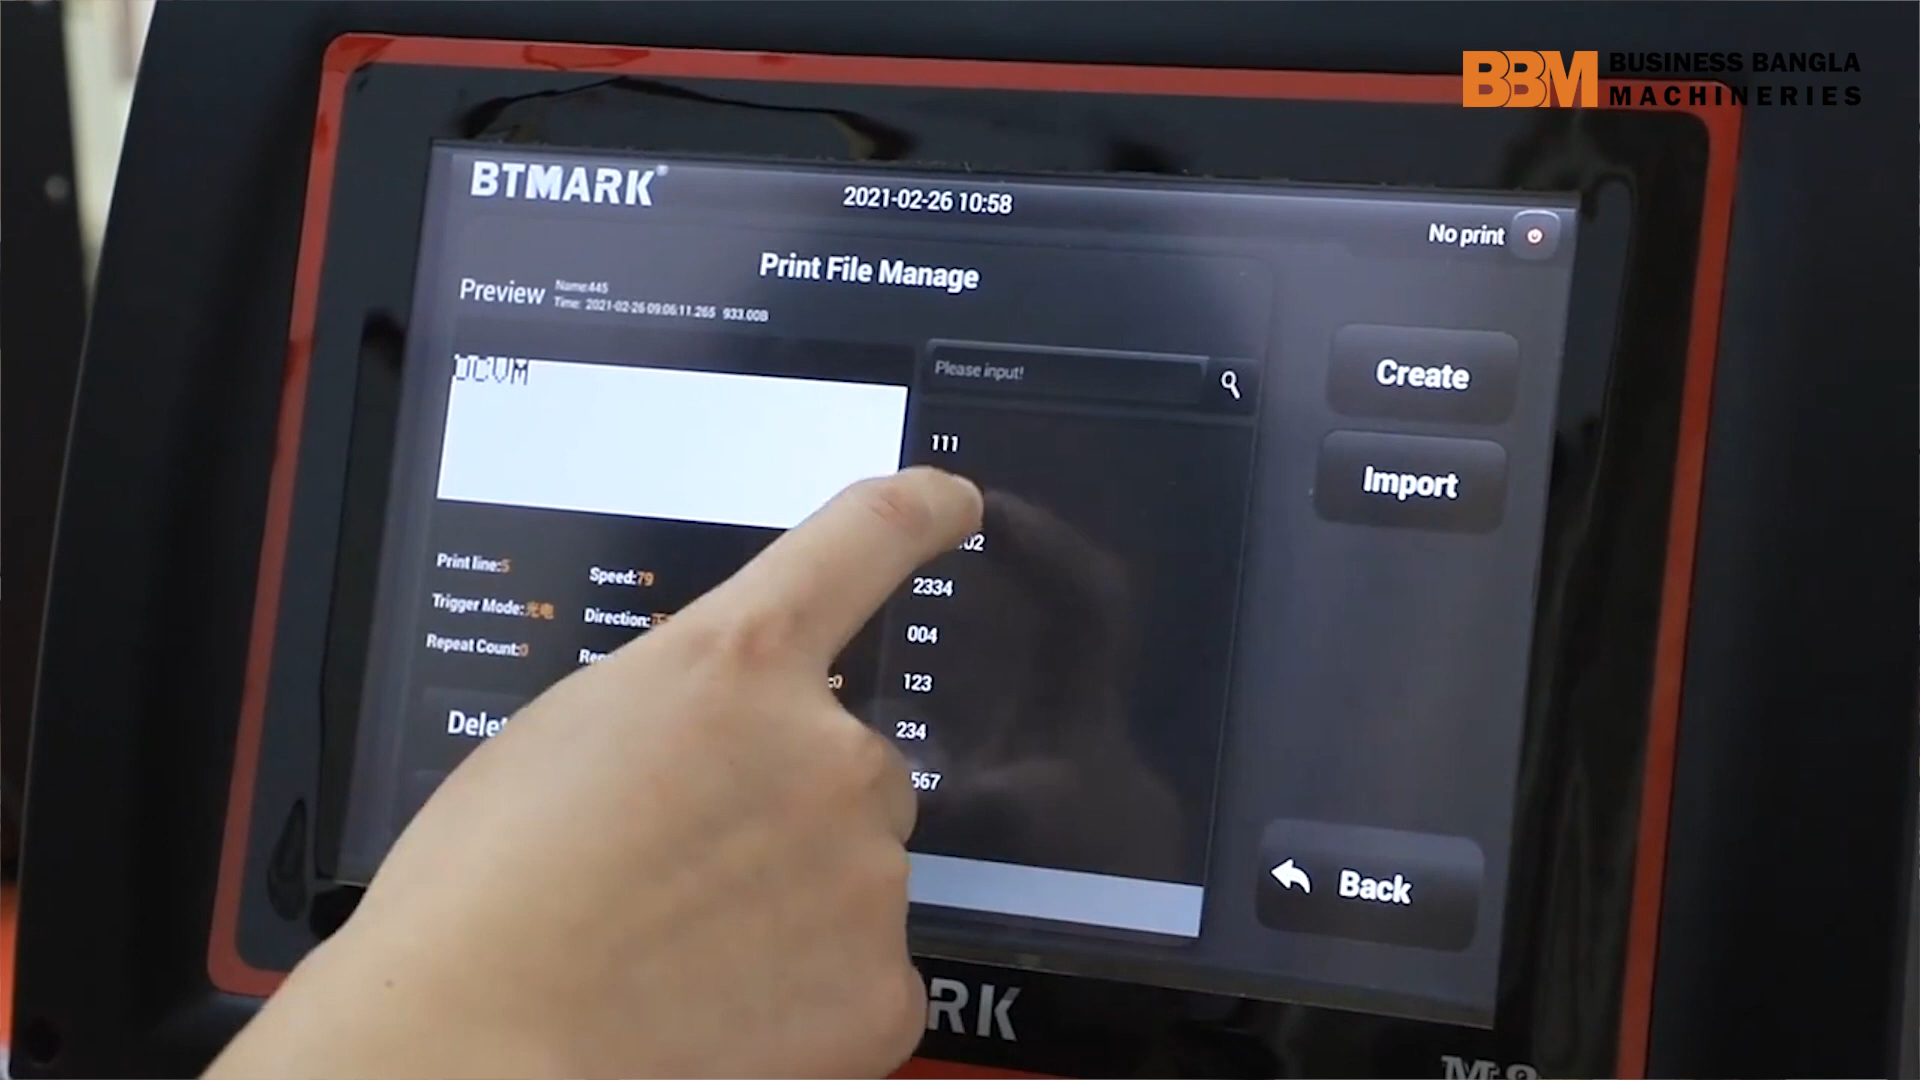 BBM BUSINESS BANGLA
MACHINERIES
BTMARK®
2021-02-26 10:58
No print
Print File Manage
Preview
Name:445
Time: 2021-02-26 09:06:11.265 933.00B
Please input!
111
02
2334
004
123
234
567
Print line:5
Speed:79
Trigger Mode:光电
Direction:
Repeat Count:0
Create
Import
Back